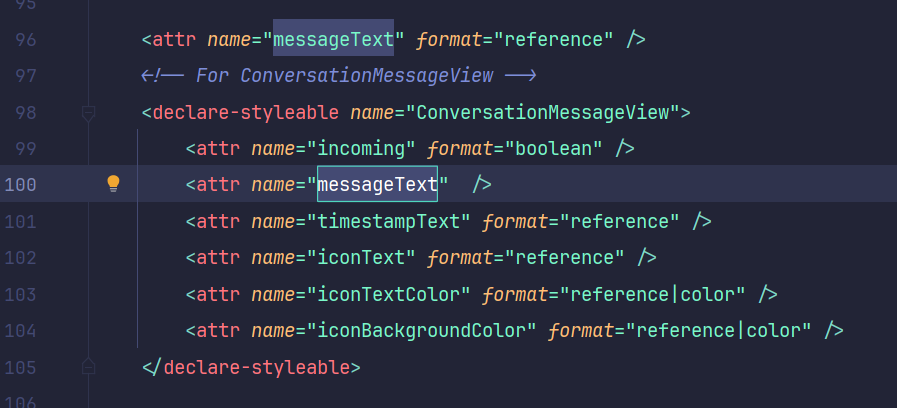 95
96 <attr name="messageText" format="reference" />
97 <!-- For ConversationMessageView -->
98 <declare-styleable name="ConversationMessageView">
99 <attr name="incoming" format="boolean" />
100 <attr name="messageText"  />
101 <attr name="timestampText" format="reference" />
102 <attr name="iconText" format="reference" />
103 <attr name="iconTextColor" format="reference|color" />
104 <attr name="iconBackgroundColor" format="reference|color" />
105 </declare-styleable>
106